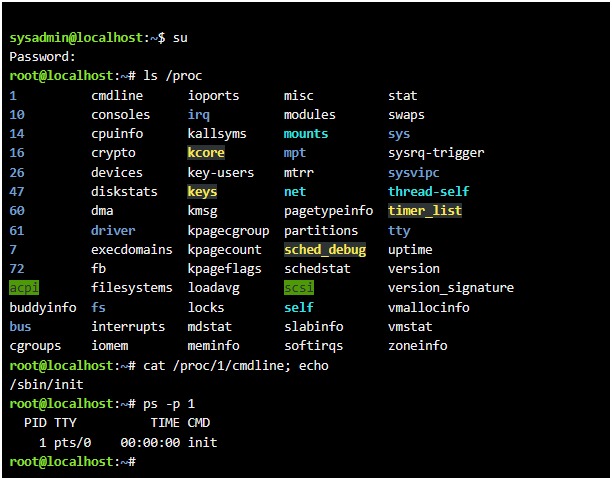 sysadmin@localhost:~$ su
Password:
root@localhost:~# ls /proc
1 cmdline ioports misc stat
10 consoles irq modules swaps
14 cpuinfo kallsyms mounts sys
16 crypto kcore mpt sysrq-trigger
26 devices key-users mtrr sysvipc
47 diskstats keys net thread-self
60 dma kmsg pagetypeinfo timer_list
61 driver kpagecgroup partitions tty
7 execdomains kpagecount sched_debug uptime
72 fb kpageflags schedstat version
acpi filesystems loadavg scsi version_signature
buddyinfo fs locks self vmallocinfo
bus interrupts mdstat slabinfo vmstat
cgroups iomem meminfo softirqs zoneinfo
root@localhost:~# cat /proc/1/cmdline; echo
/sbin/init
root@localhost:~# ps -p 1
PID TTY TIME CMD
1 pts/0 00:00:00 init
root@localhost:~#